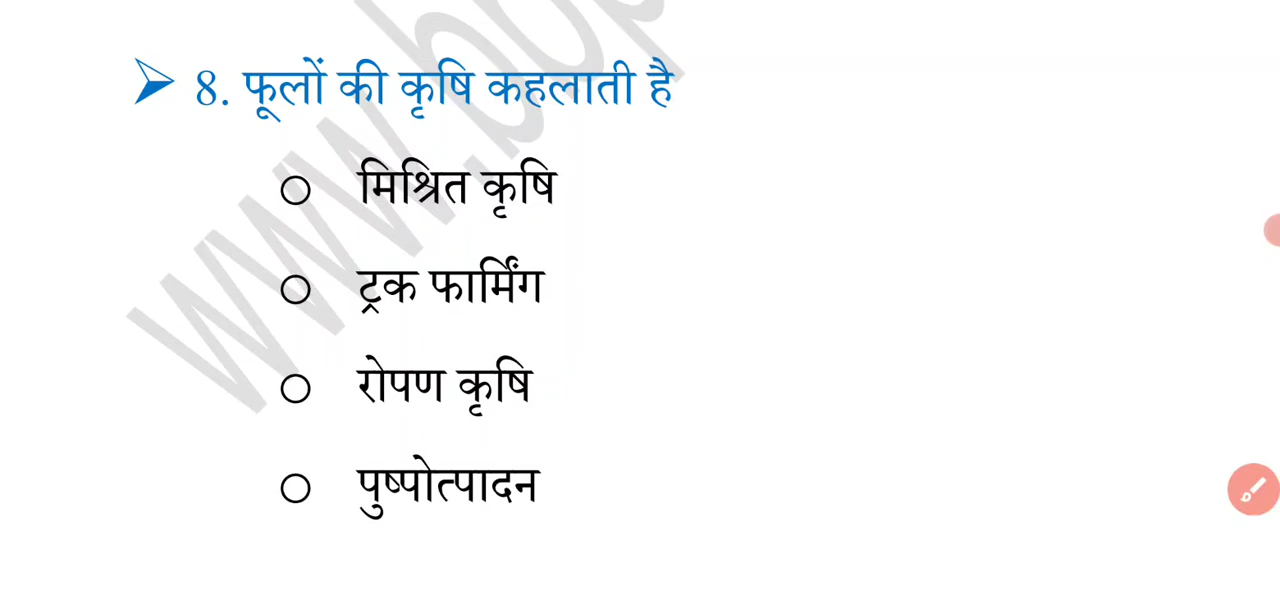 8. फूलों की कृषि कहलाती है
मिश्रित कृषि
ट्रक फार्मिंग
रोपण कृषि
पुष्पोत्पादन